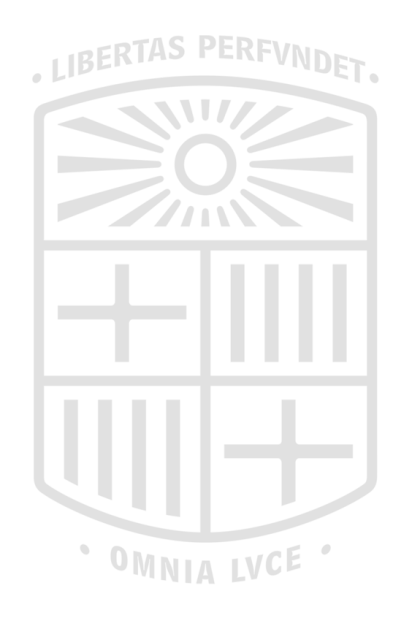 · LIBERTAS PERFVNDET ·
· OMNIA LVCE ·